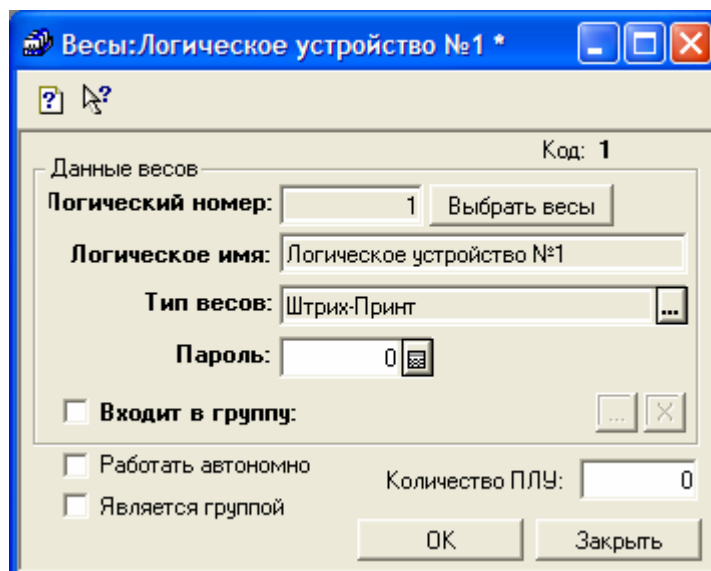 Весы:Логическое устройство №1 *
Код: 1
Данные весов
Логический номер: 1 Выбрать весы
Логическое имя: Логическое устройство №1
Тип весов: Штрих-Принт ...
Пароль: 0
Входит в группу: ...
Работать автономно
Количество ПЛУ: 0
Является группой
OK Закрыть